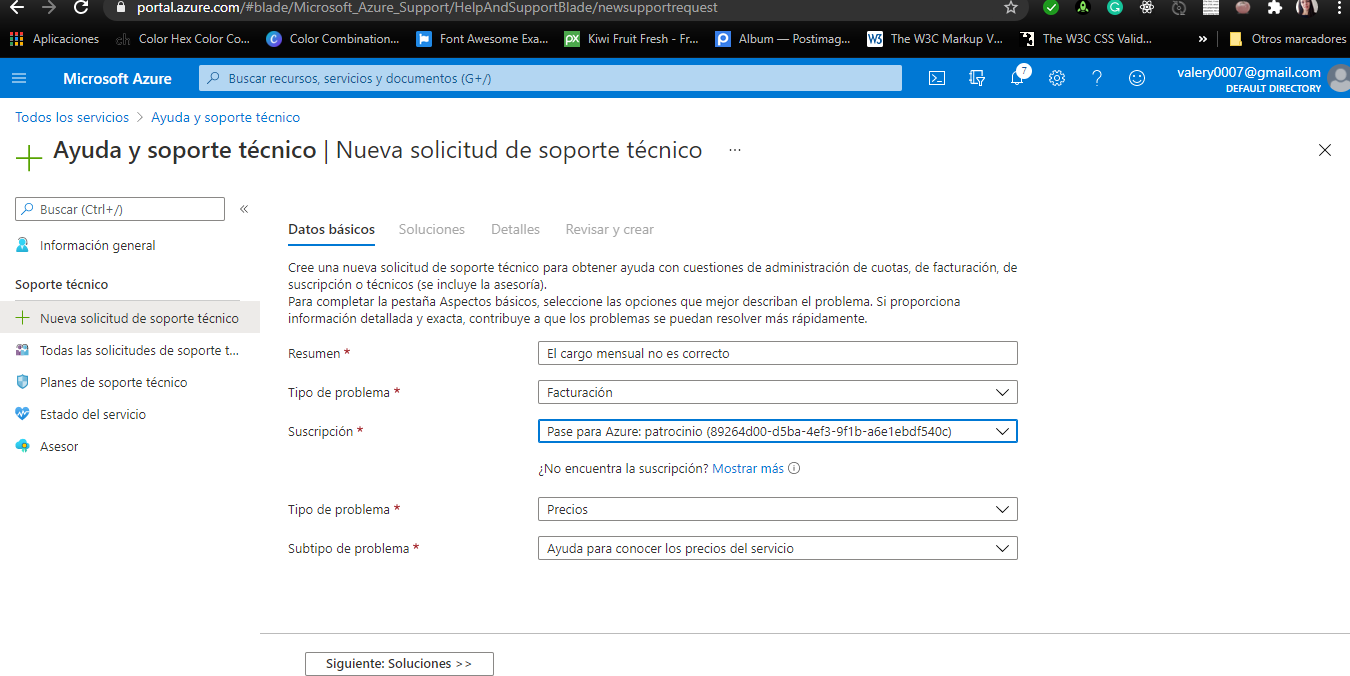 portal.azure.com/#blade/Microsoft_Azure_Support/HelpAndSupportBlade/newsupportrequest
Aplicaciones
Color Hex Color Co...
Color Combination...
Font Awesome Exa...
Kiwi Fruit Fresh - Fr...
Album — Postimag...
The W3C Markup V...
The W3C CSS Valid...
»
Otros marcadores
Microsoft Azure
Buscar recursos, servicios y documentos (G+/)
7
valery0007@gmail.com
DEFAULT DIRECTORY
Todos los servicios > Ayuda y soporte técnico
Ayuda y soporte técnico | Nueva solicitud de soporte técnico ...
Buscar (Ctrl+/)
«
Información general
Soporte técnico
Nueva solicitud de soporte técnico
Todas las solicitudes de soporte t...
Planes de soporte técnico
Estado del servicio
Asesor
Datos básicos
Soluciones
Detalles
Revisar y crear
Cree una nueva solicitud de soporte técnico para obtener ayuda con cuestiones de administración de cuotas, de facturación, de
suscripción o técnicos (se incluye la asesoría).
Para completar la pestaña Aspectos básicos, seleccione las opciones que mejor describan el problema. Si proporciona
información detallada y exacta, contribuye a que los problemas se puedan resolver más rápidamente.
Resumen *
El cargo mensual no es correcto
Tipo de problema *
Facturación
Suscripción *
Pase para Azure: patrocinio (89264d00-d5ba-4ef3-9f1b-a6e1ebdf540c)
¿No encuentra la suscripción? Mostrar más
Tipo de problema *
Precios
Subtipo de problema *
Ayuda para conocer los precios del servicio
Siguiente: Soluciones >>